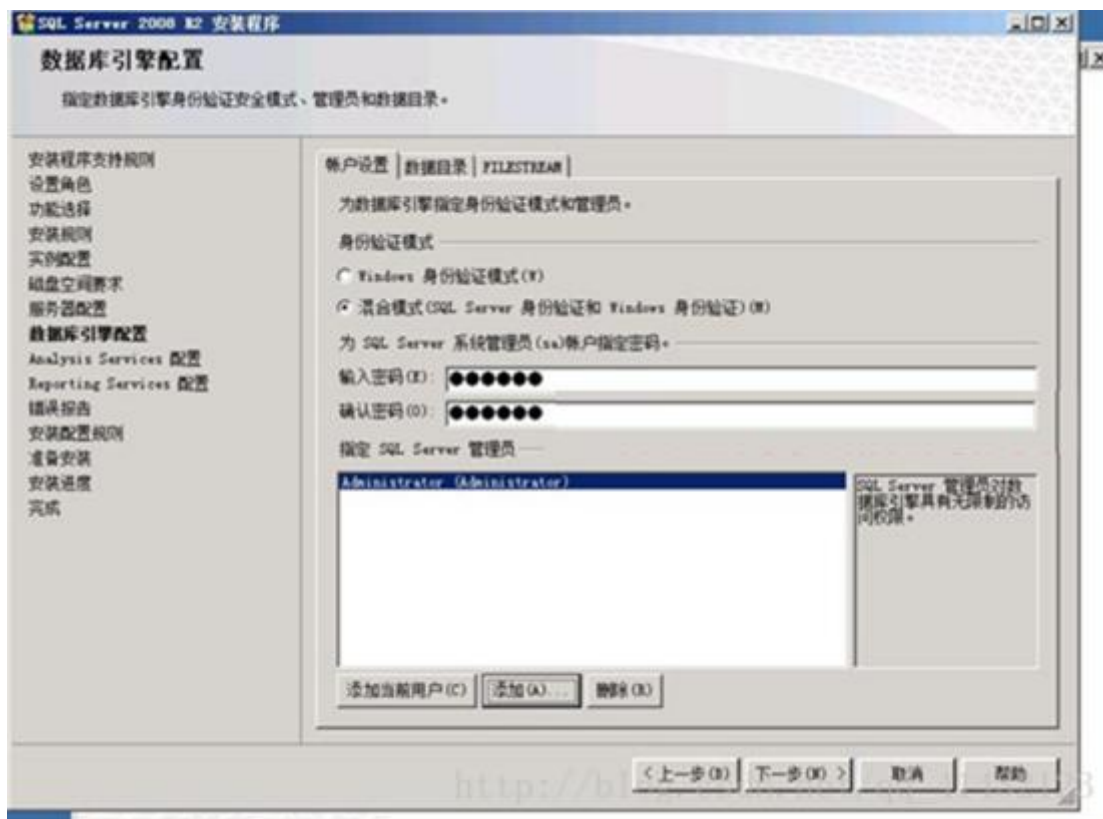 SQL Server 2008 R2 安装程序
数据库引擎配置
指定数据库引擎身份验证安全模式、管理员和数据目录。
安装程序支持规则
设置角色
功能选择
安装规则
实例配置
磁盘空间要求
服务器配置
数据库引擎配置
Analysis Services 配置
Reporting Services 配置
错误报告
安装配置规则
准备安装
安装进度
完成
帐户设置 数据目录 FILESTREAM
为数据库引擎指定身份验证模式和管理员。
身份验证模式
Windows 身份验证模式(W)
混合模式(SQL Server 身份验证和 Windows 身份验证)(M)
为 SQL Server 系统管理员(sa)帐户指定密码。
输入密码(E): ●●●●●●
确认密码(O): ●●●●●●
指定 SQL Server 管理员
Administrator (Administrator)
SQL Server 管理员对数
据库引擎具有无限制的访
问权限。
添加当前用户(C) 添加(A)... 删除(R)
<上一步(B) 下一步(N) > 取消 帮助
http://bl